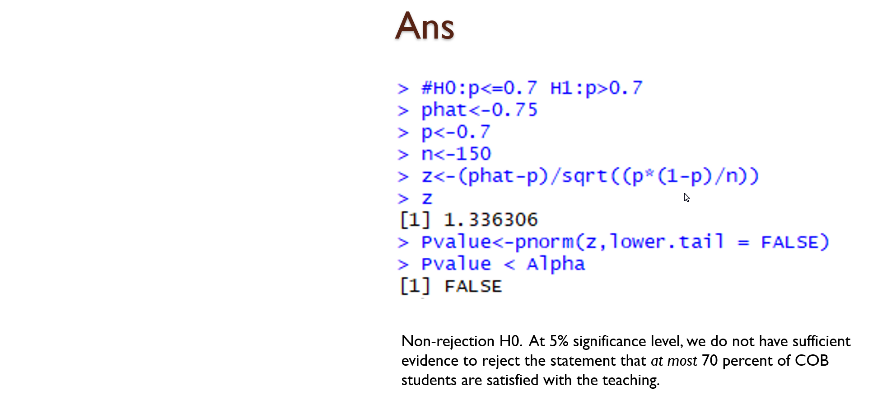 Ans
> #H0:p<=0.7 H1:p>0.7
> phat<-0.75
> p<-0.7
> n<-150
> z<-(phat-p)/sqrt((p*(1-p)/n))
> z
[1] 1.336306
> Pvalue<-pnorm(z,lower.tail = FALSE)
> Pvalue < Alpha
[1] FALSE
Non-rejection H0. At 5% significance level, we do not have sufficient
evidence to reject the statement that at most 70 percent of COB
students are satisfied with the teaching.